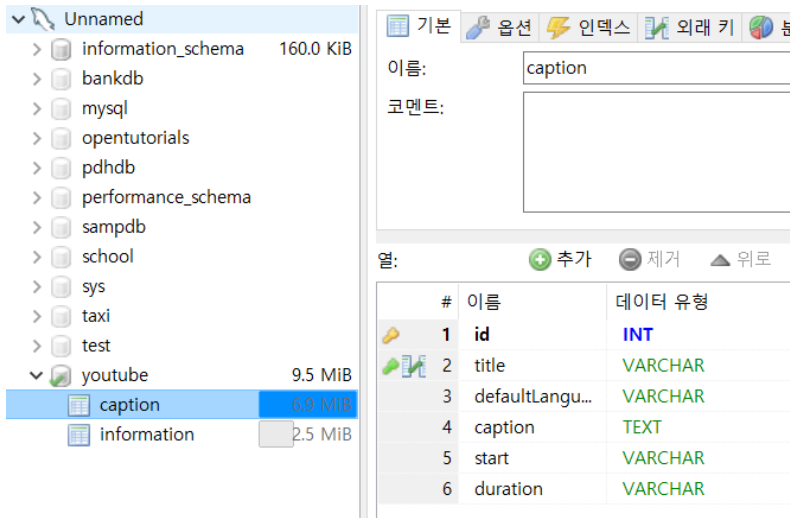 Unnamed
information_schema 160.0 KiB
bankdb
mysql
opentutorials
pdhdb
performance_schema
sampdb
school
sys
taxi
test
youtube 9.5 MiB
caption 6.9 MiB
information 2.5 MiB
기본 옵션 인덱스 외래 키
이름: caption
코멘트:
열: 추가 제거 위로
# 이름 데이터 유형
1 id INT
2 title VARCHAR
3 defaultLangu... VARCHAR
4 caption TEXT
5 start VARCHAR
6 duration VARCHAR